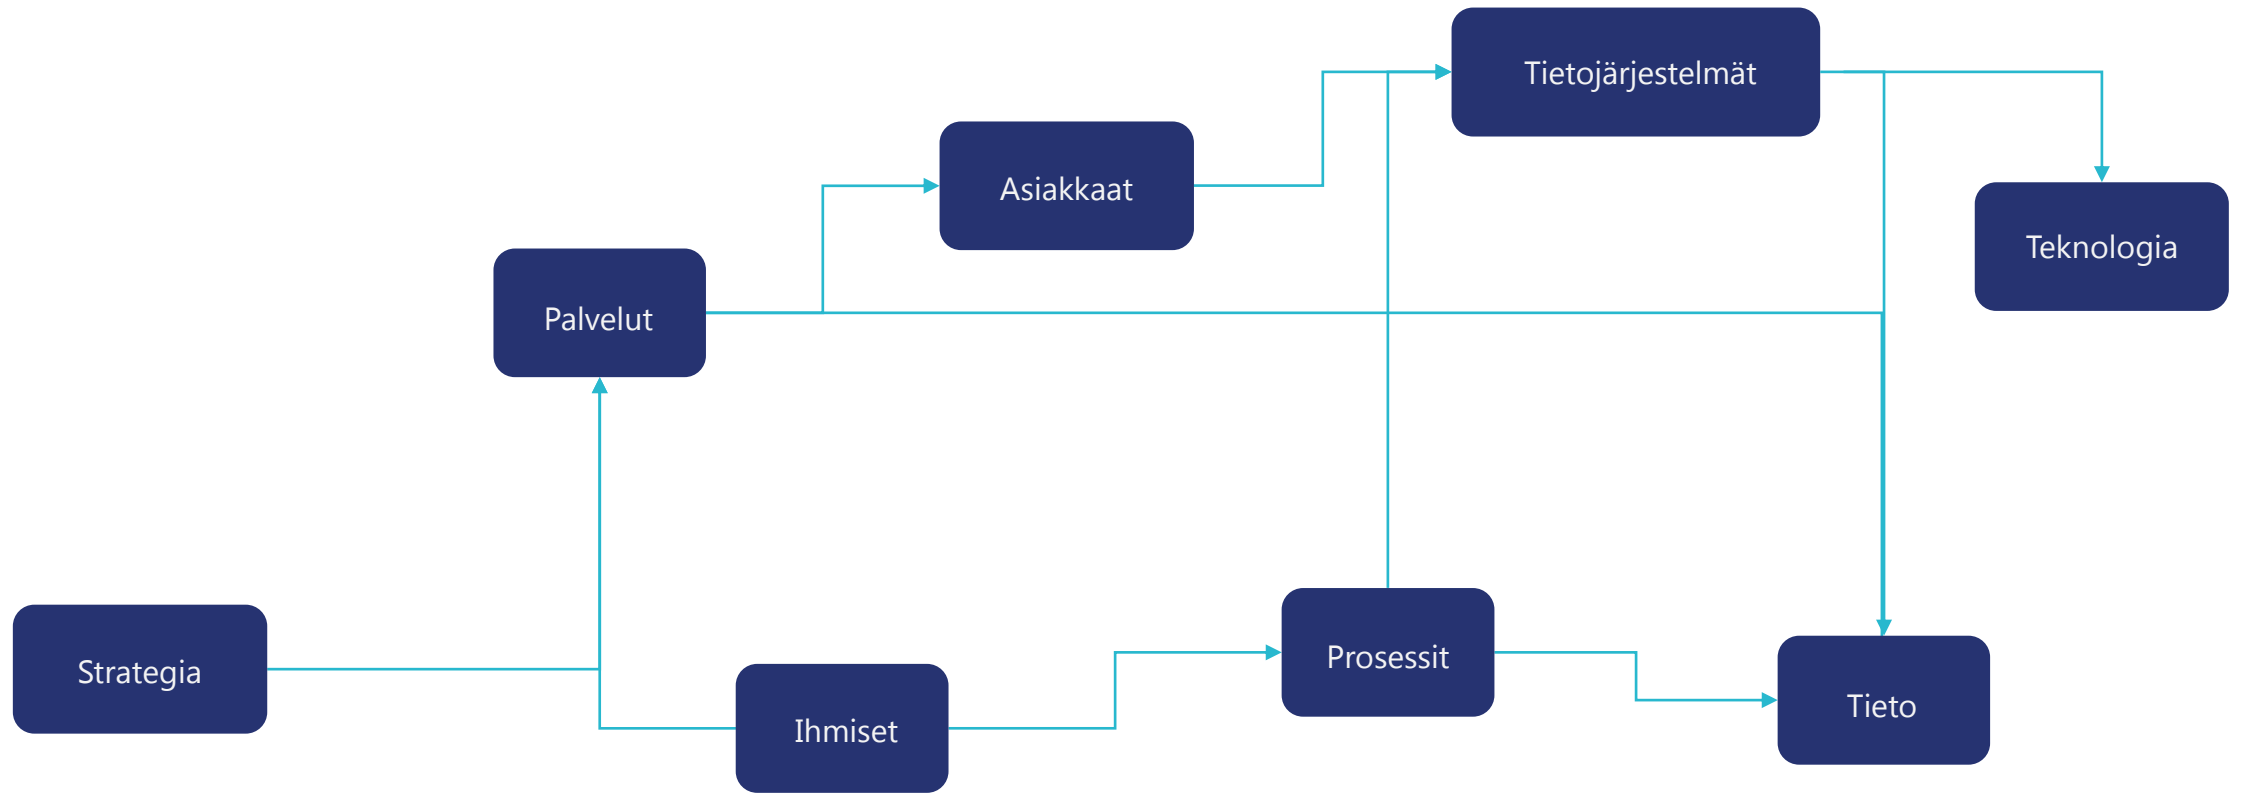 Tietojärjestelmät
Asiakkaat
Teknologia
Palvelut
Strategia
Ihmiset
Prosessit
Tieto